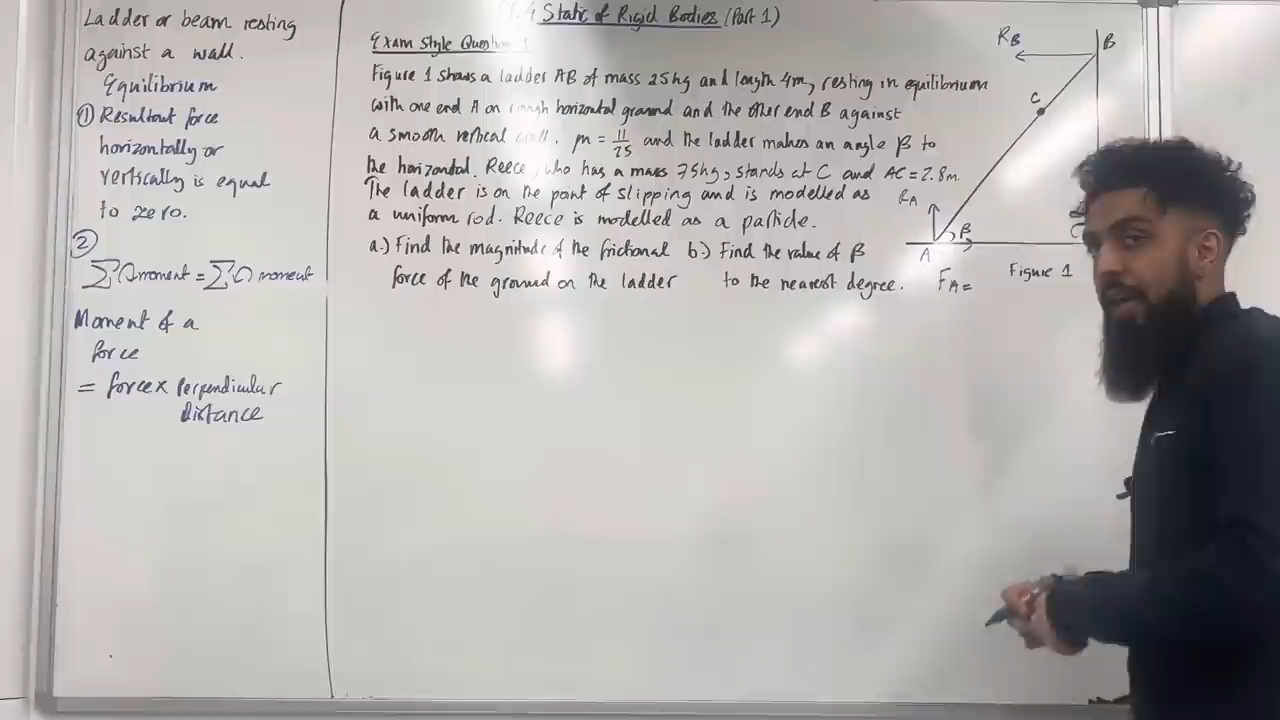 Ladder or beam resting
against a wall.
Equilibrium
① Resultant force
horizontally or
vertically is equal
to zero.
②
∑↻moment = ∑↺ moment
Moment of a
force
= force × Perpendicular
distance
.4 Static of Rigid Bodies (Part 1)
Exam Style Question 1
Figure 1 shows a ladder AB of mass 25kg and length 4m, resting in equilibrium
with one end A on rough horizontal ground and the other end B against
a smooth vertical wall. μ = 11/25 and the ladder makes an angle β to
the horizontal. Reece, who has a mass 75kg, stands at C and AC = 2.8m.
The ladder is on the point of slipping and is modelled as
a uniform rod. Reece is modelled as a particle.
a.) Find the magnitude of the frictional
force of the ground on the ladder
b.) Find the value of β
to the nearest degree.
RB
B
C
RA
β
A
FA =
Figure 1